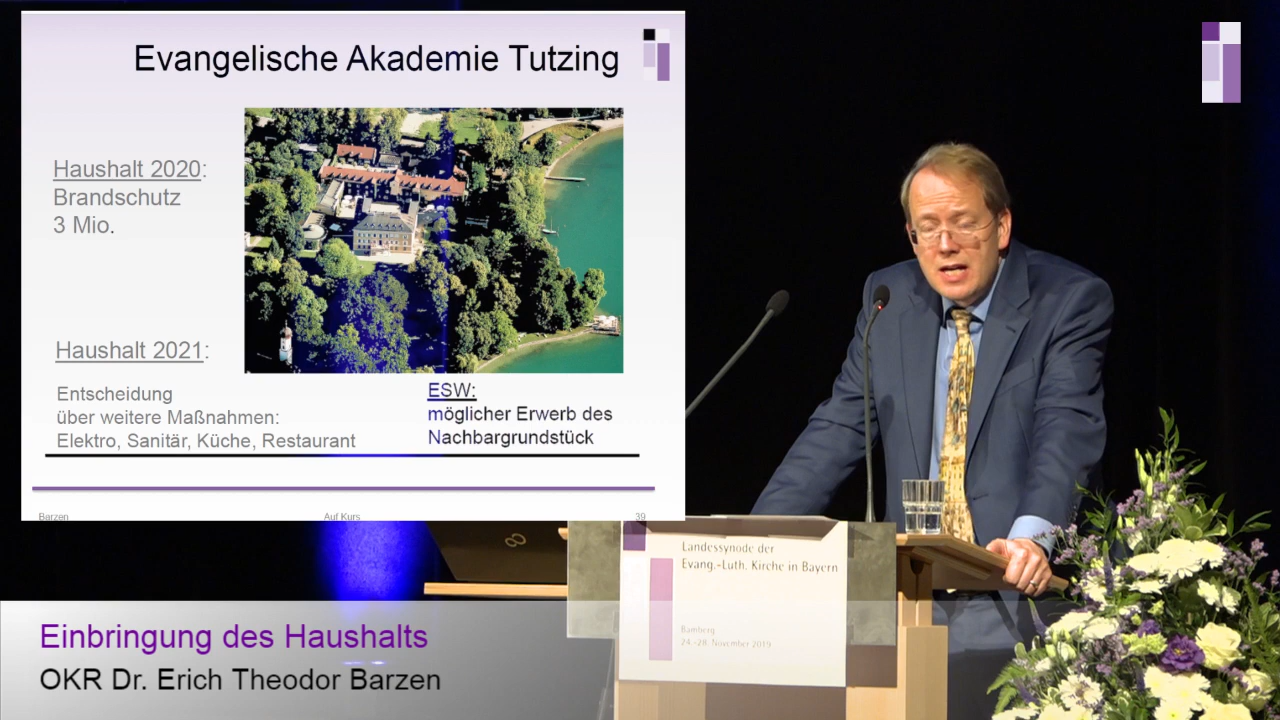 Evangelische Akademie Tutzing
Haushalt 2020:
Brandschutz
3 Mio.
Haushalt 2021:
Entscheidung
über weitere Maßnahmen:
Elektro, Sanitär, Küche, Restaurant
ESW:
möglicher Erwerb des
Nachbargrundstück
Barzen Auf Kurs 39
Landessynode der
Evang.-Luth. Kirche in Bayern
Bamberg
24.-28. November 2019
Einbringung des Haushalts
OKR Dr. Erich Theodor Barzen